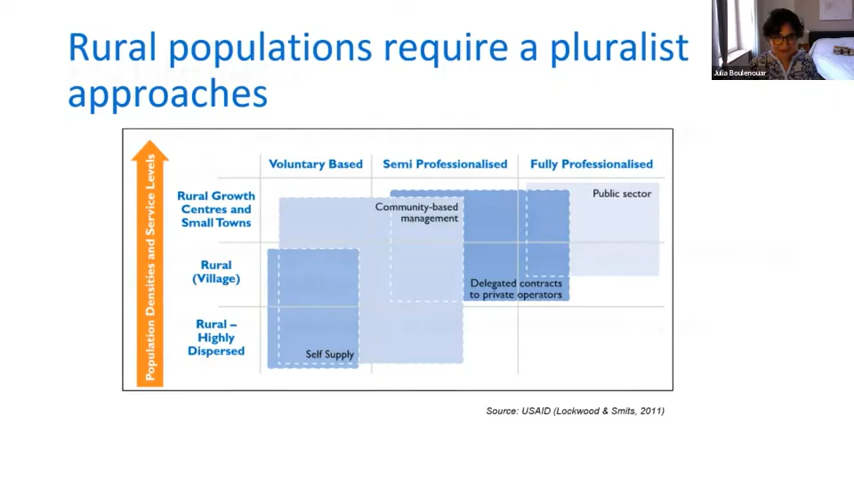 Rural populations require a pluralist
approaches
Julia Boulenouar
Population Densities and Service Levels
Voluntary Based
Semi Professionalised
Fully Professionalised
Rural Growth
Centres and
Small Towns
Community-based
management
Public sector
Rural
(Village)
Delegated contracts
to private operators
Rural –
Highly
Dispersed
Self Supply
Source: USAID (Lockwood & Smits, 2011)